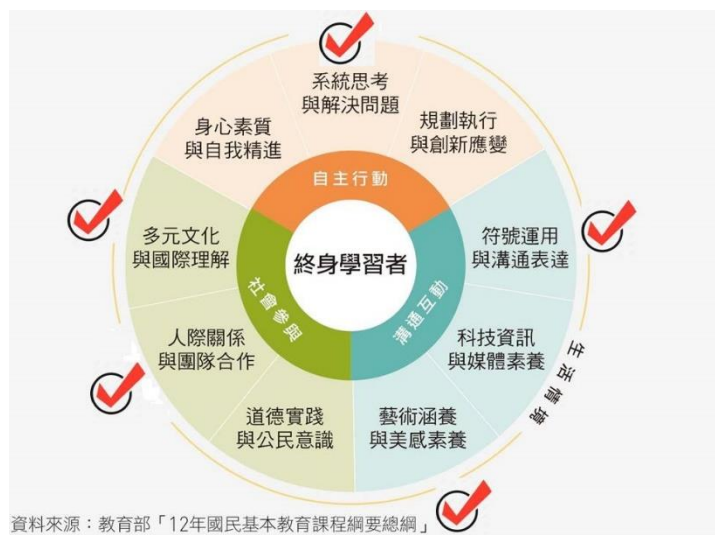 系統思考
與解決問題
身心素質
與自我精進
規劃執行
與創新應變
自主行動
多元文化
與國際理解
符號運用
與溝通表達
終身學習者
社會參與
溝通互動
人際關係
與團隊合作
科技資訊
與媒體素養
生活情境
道德實踐
與公民意識
藝術涵養
與美感素養
資料來源：教育部「12年國民基本教育課程綱要總綱」